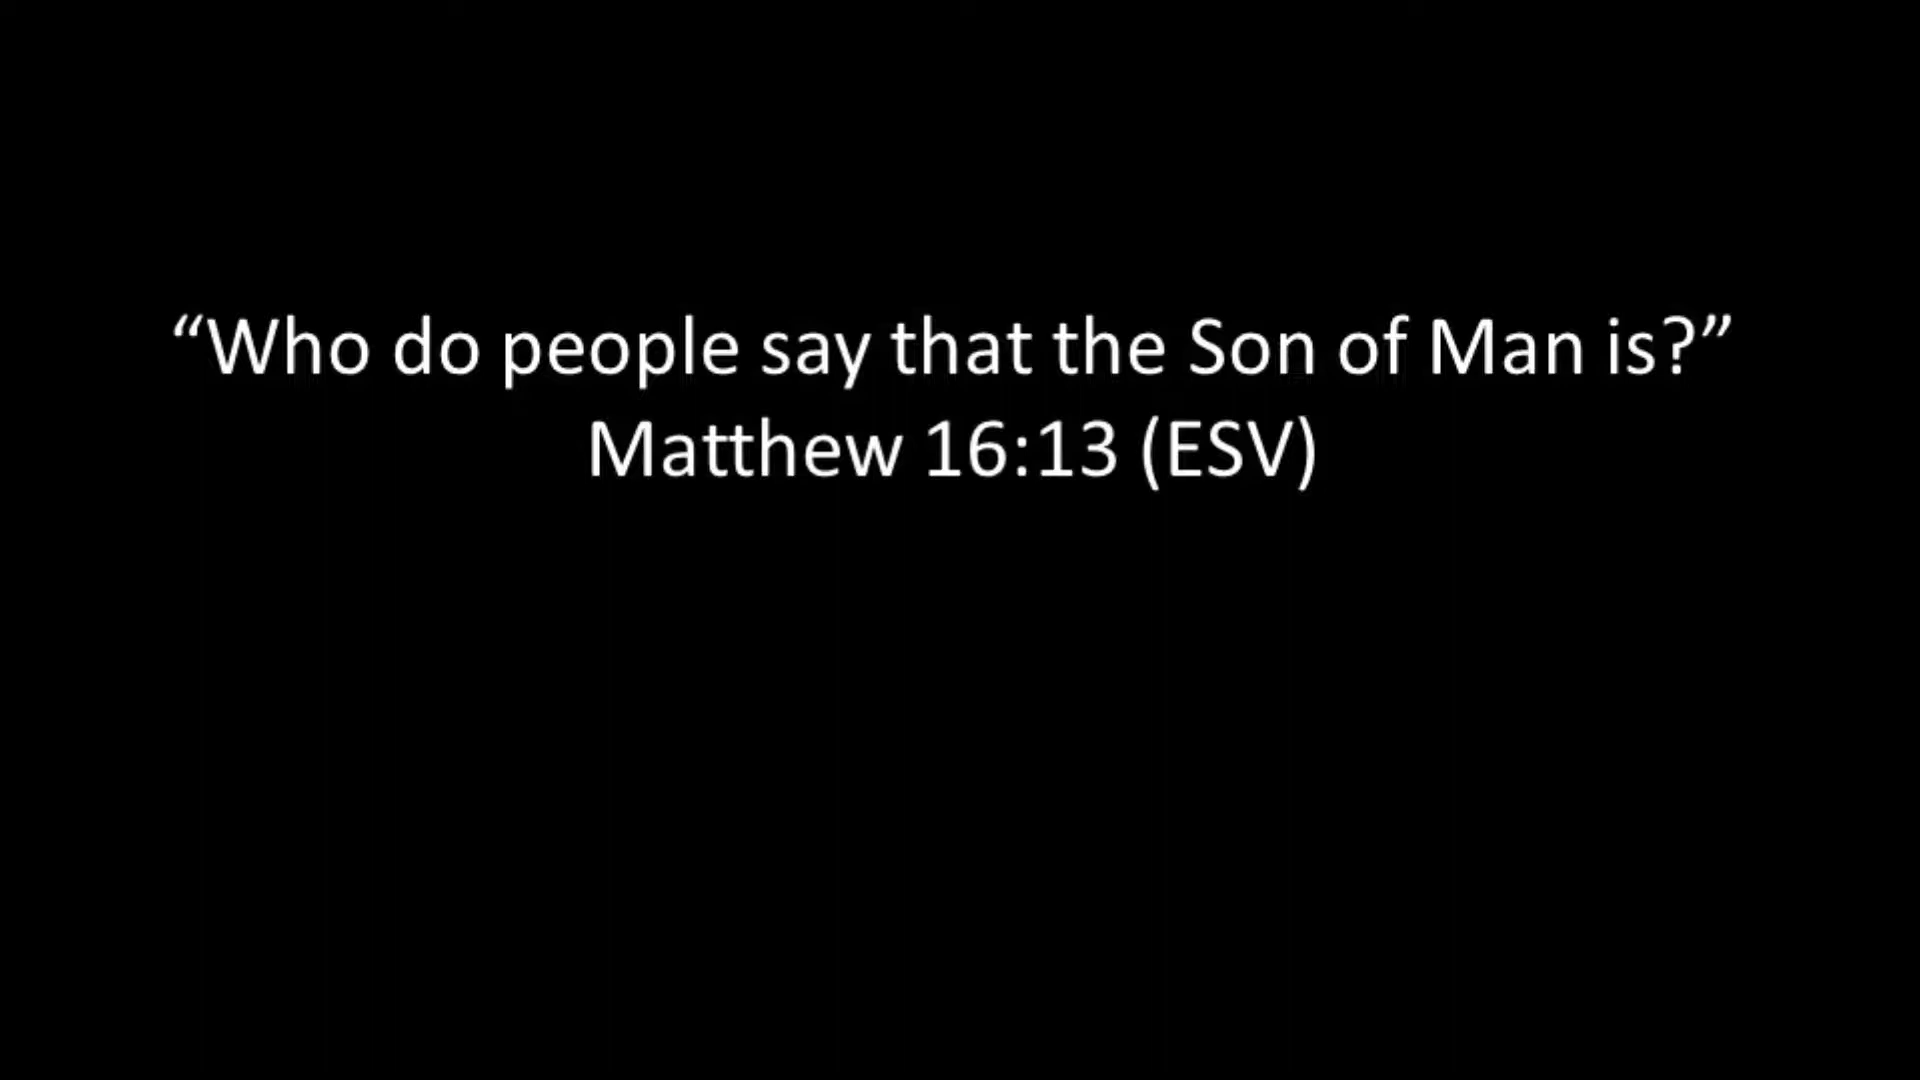 “Who do people say that the Son of Man is?”
Matthew 16:13 (ESV)